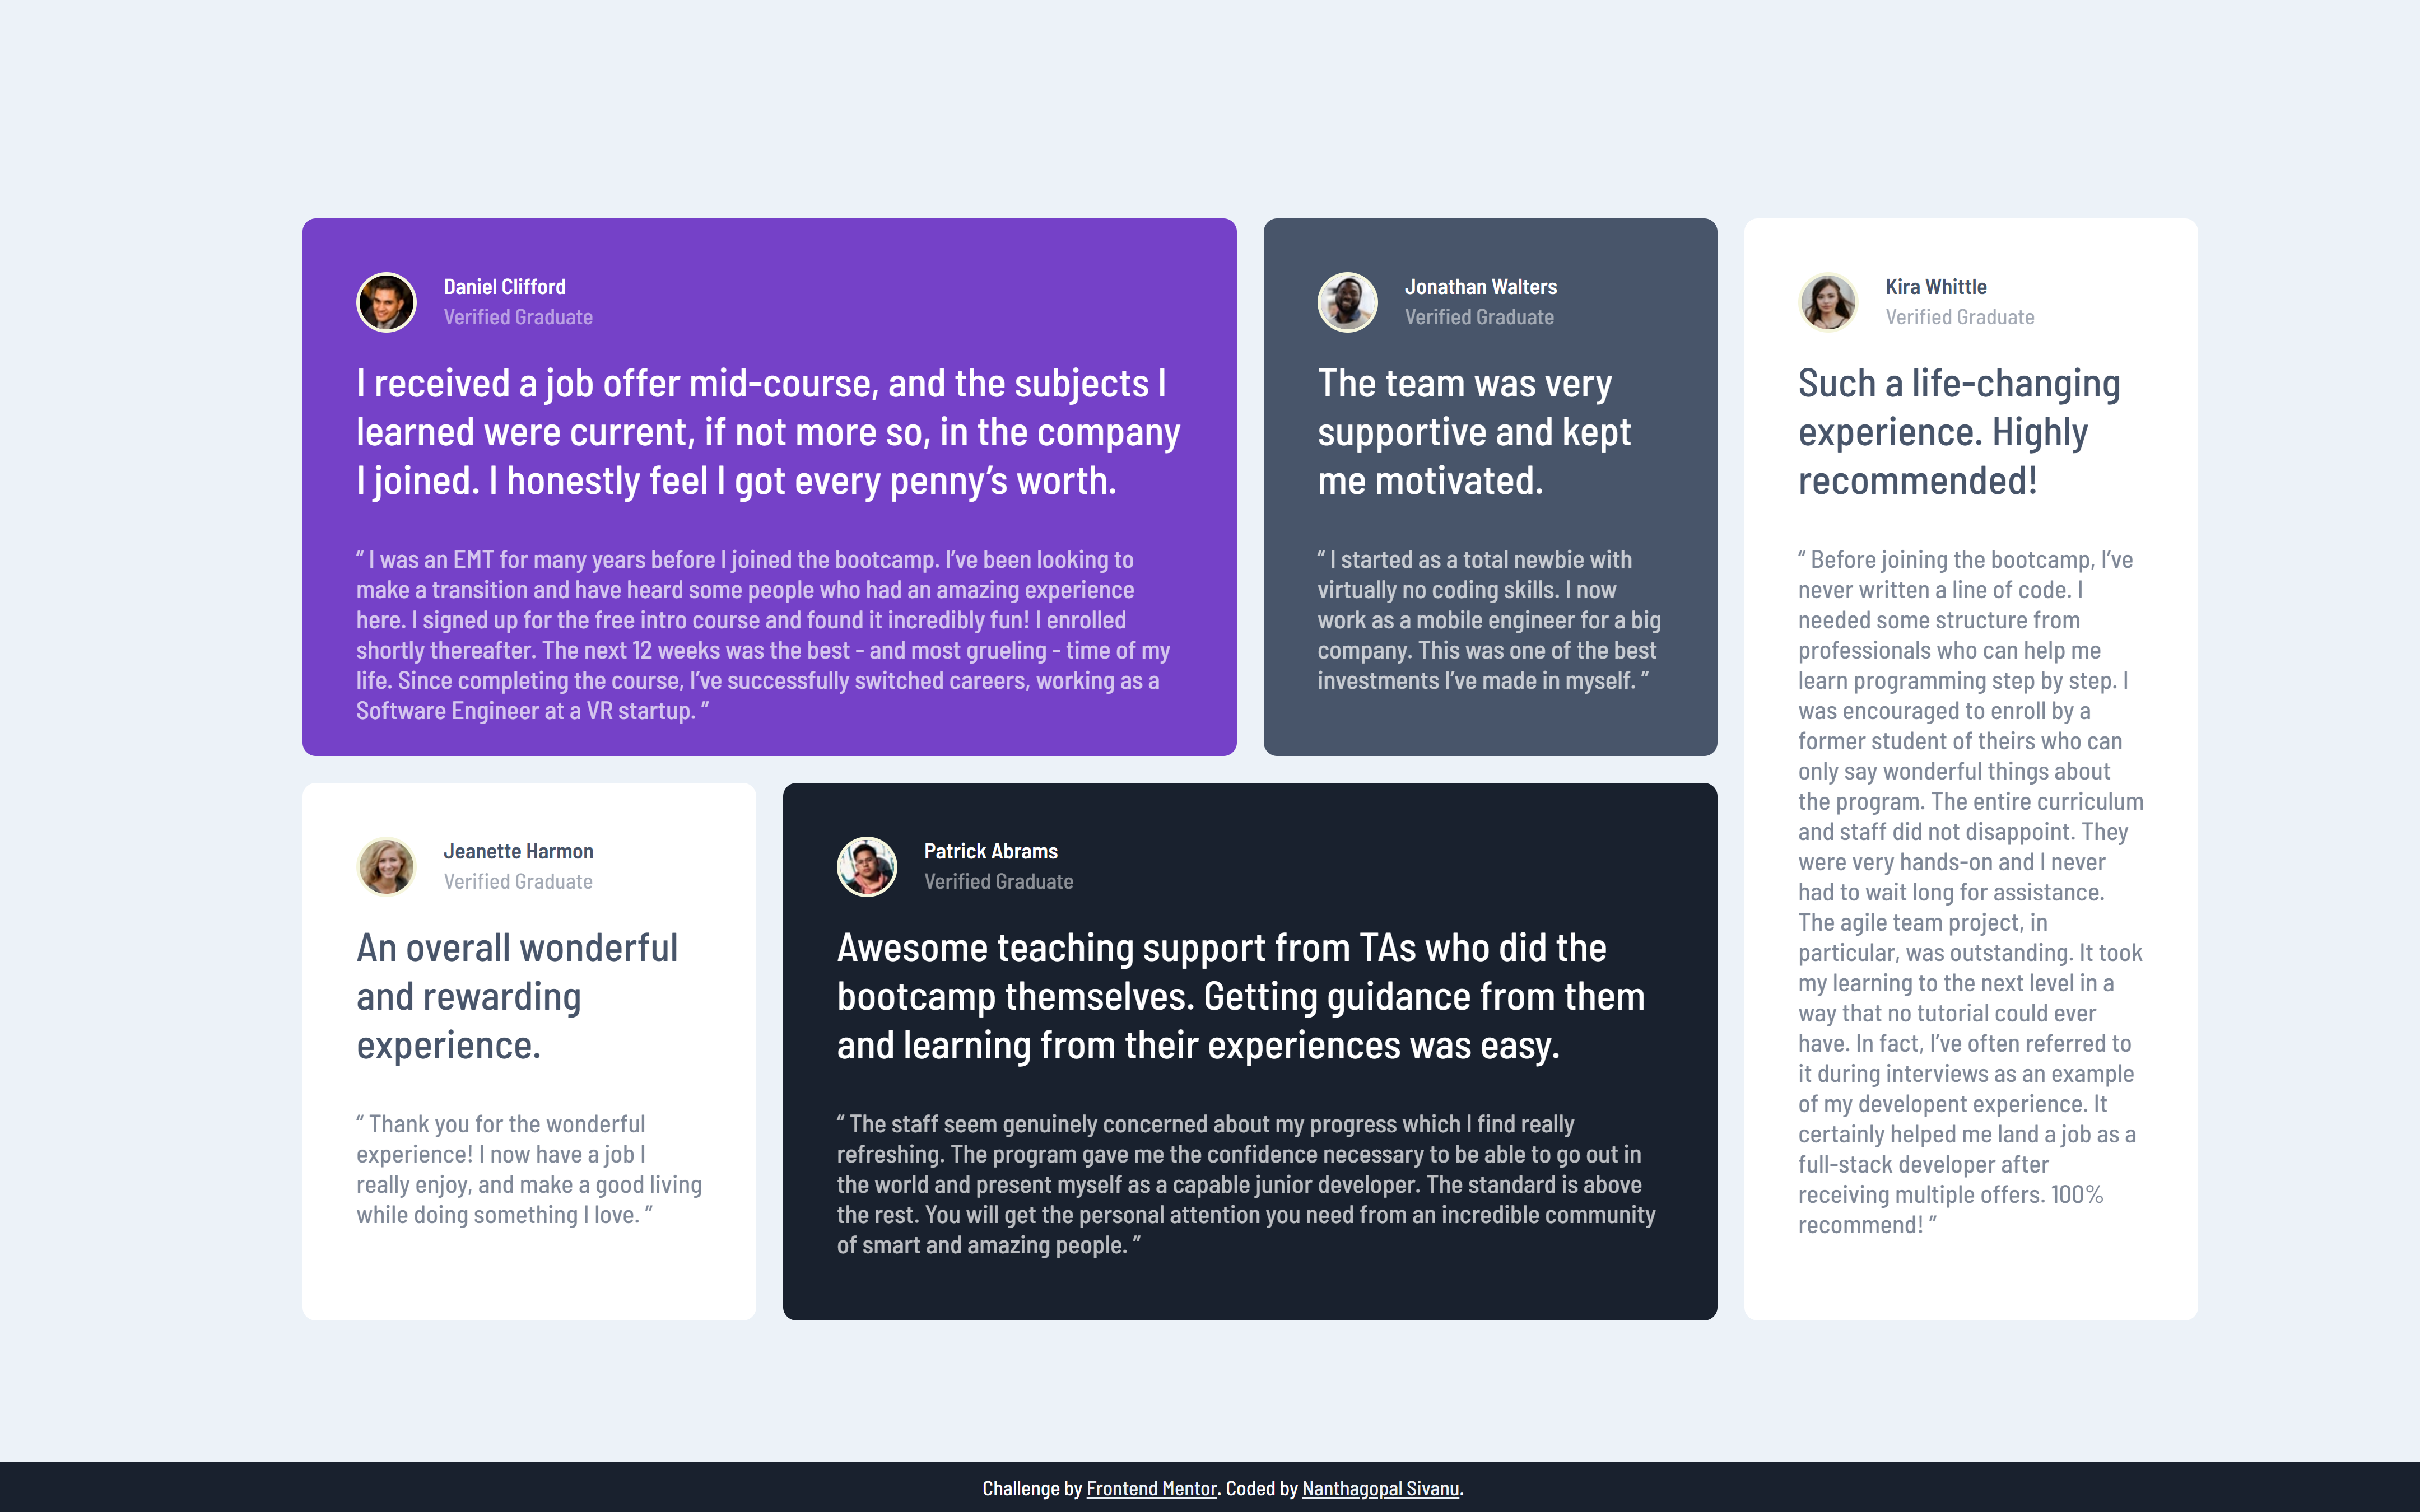 Daniel Clifford
Verified Graduate
I received a job offer mid-course, and the subjects I
learned were current, if not more so, in the company
I joined. I honestly feel I got every penny’s worth.
“ I was an EMT for many years before I joined the bootcamp. I’ve been looking to
make a transition and have heard some people who had an amazing experience
here. I signed up for the free intro course and found it incredibly fun! I enrolled
shortly thereafter. The next 12 weeks was the best - and most grueling - time of my
life. Since completing the course, I’ve successfully switched careers, working as a
Software Engineer at a VR startup. ”
Jonathan Walters
Verified Graduate
The team was very
supportive and kept
me motivated.
“ I started as a total newbie with
virtually no coding skills. I now
work as a mobile engineer for a big
company. This was one of the best
investments I’ve made in myself. ”
Kira Whittle
Verified Graduate
Such a life-changing
experience. Highly
recommended!
“ Before joining the bootcamp, I’ve
never written a line of code. I
needed some structure from
professionals who can help me
learn programming step by step. I
was encouraged to enroll by a
former student of theirs who can
only say wonderful things about
the program. The entire curriculum
and staff did not disappoint. They
were very hands-on and I never
had to wait long for assistance.
The agile team project, in
particular, was outstanding. It took
my learning to the next level in a
way that no tutorial could ever
have. In fact, I’ve often referred to
it during interviews as an example
of my developent experience. It
certainly helped me land a job as a
full-stack developer after
receiving multiple offers. 100%
recommend! ”
Jeanette Harmon
Verified Graduate
An overall wonderful
and rewarding
experience.
“ Thank you for the wonderful
experience! I now have a job I
really enjoy, and make a good living
while doing something I love. ”
Patrick Abrams
Verified Graduate
Awesome teaching support from TAs who did the
bootcamp themselves. Getting guidance from them
and learning from their experiences was easy.
“ The staff seem genuinely concerned about my progress which I find really
refreshing. The program gave me the confidence necessary to be able to go out in
the world and present myself as a capable junior developer. The standard is above
the rest. You will get the personal attention you need from an incredible community
of smart and amazing people. ”
Challenge by Frontend Mentor. Coded by Nanthagopal Sivanu.